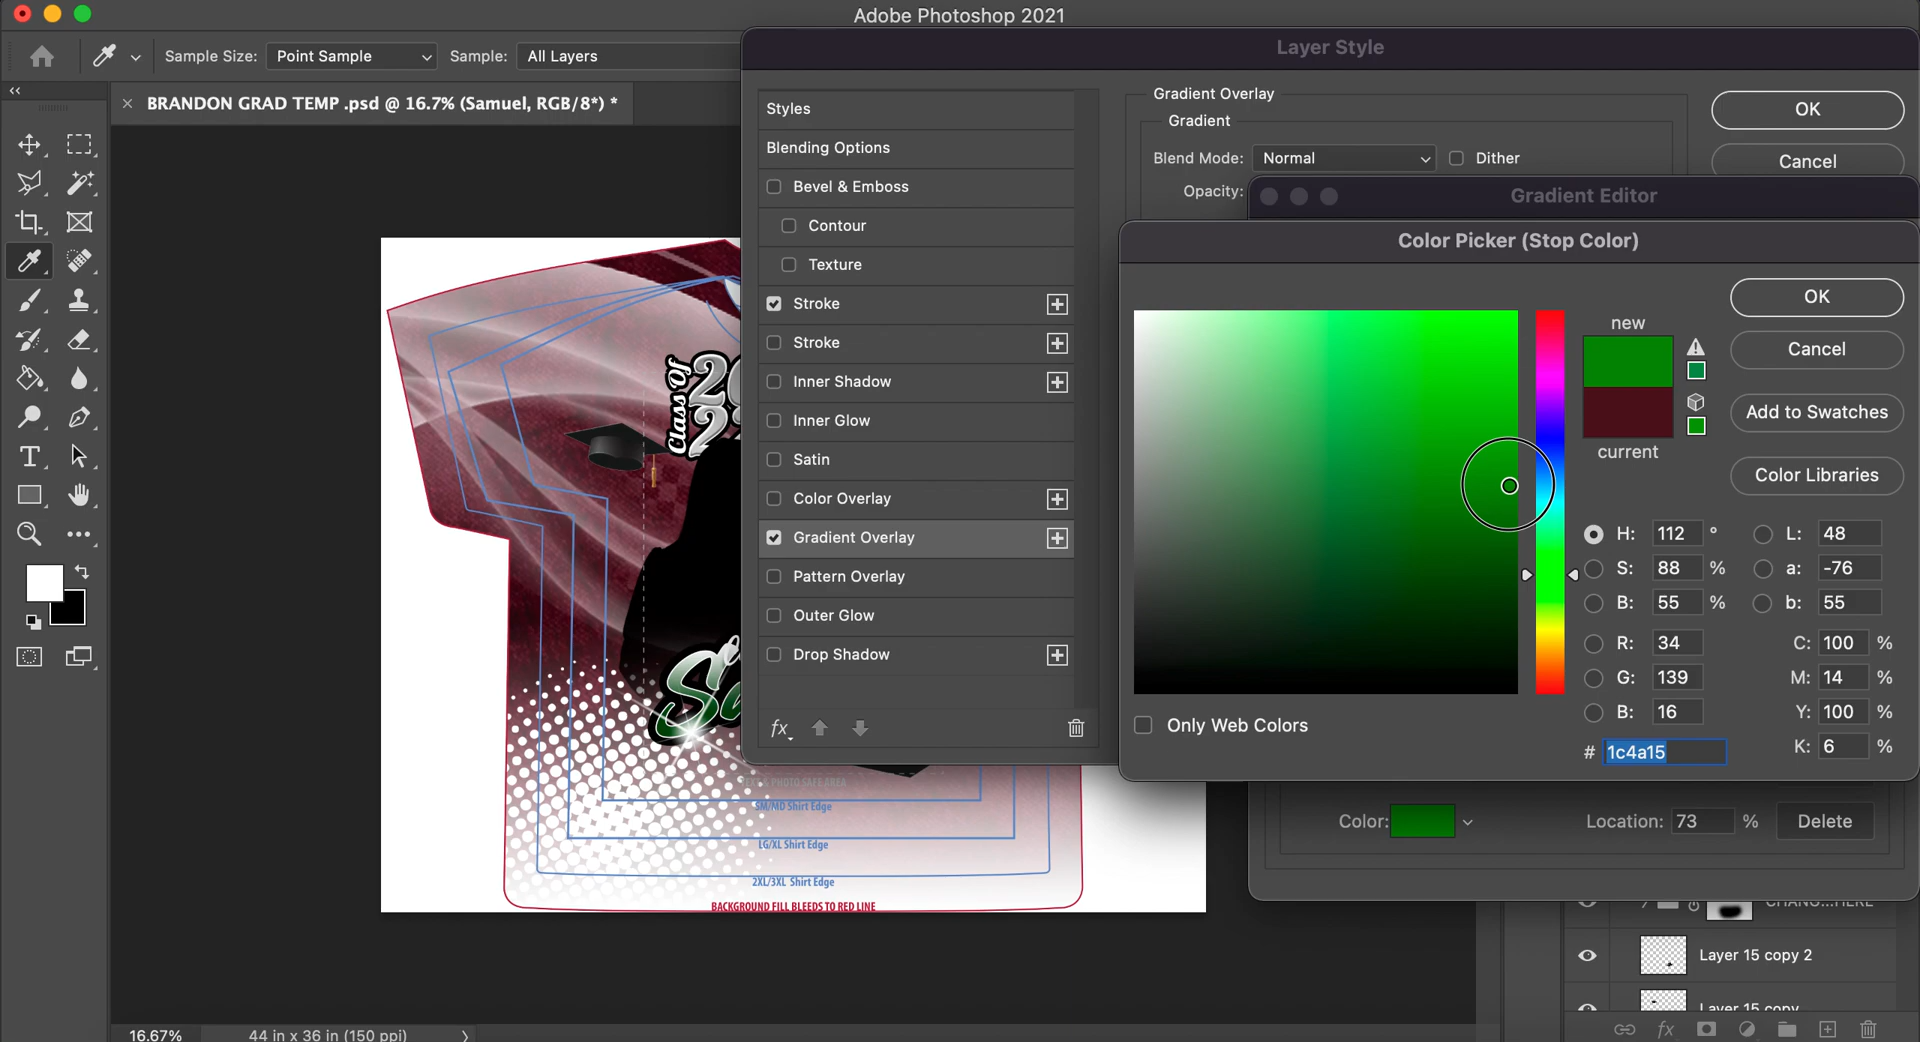 Adobe Photoshop 2021
Sample Size: Point Sample Sample: All Layers
Layer Style
BRANDON GRAD TEMP .psd @ 16.7% (Samuel, RGB/8*) *
Styles
Blending Options
Bevel & Emboss
Contour
Texture
Stroke
Stroke
Inner Shadow
Inner Glow
Satin
Color Overlay
Gradient Overlay
Pattern Overlay
Outer Glow
Drop Shadow
fx
Gradient Overlay
Gradient
Blend Mode: Normal Dither
Opacity:
OK
Cancel
Gradient Editor
Color Picker (Stop Color)
new
current
OK
Cancel
Add to Swatches
Color Libraries
H: 112 °
S: 88 %
B: 55 %
R: 34
G: 139
B: 16
# 1c4a15
L: 48
a: -76
b: 55
C: 100 %
M: 14 %
Y: 100 %
K: 6 %
Only Web Colors
Color: Location: 73 % Delete
Class Of
TEXT & PHOTO SAFE AREA
SM/MD Shirt Edge
LG/XL Shirt Edge
2XL/3XL Shirt Edge
BACKGROUND FILL BLEEDS TO RED LINE
CHANG...HERE
Layer 15 copy 2
Layer 15 copy
fx
16.67% 44 in x 36 in (150 ppi)